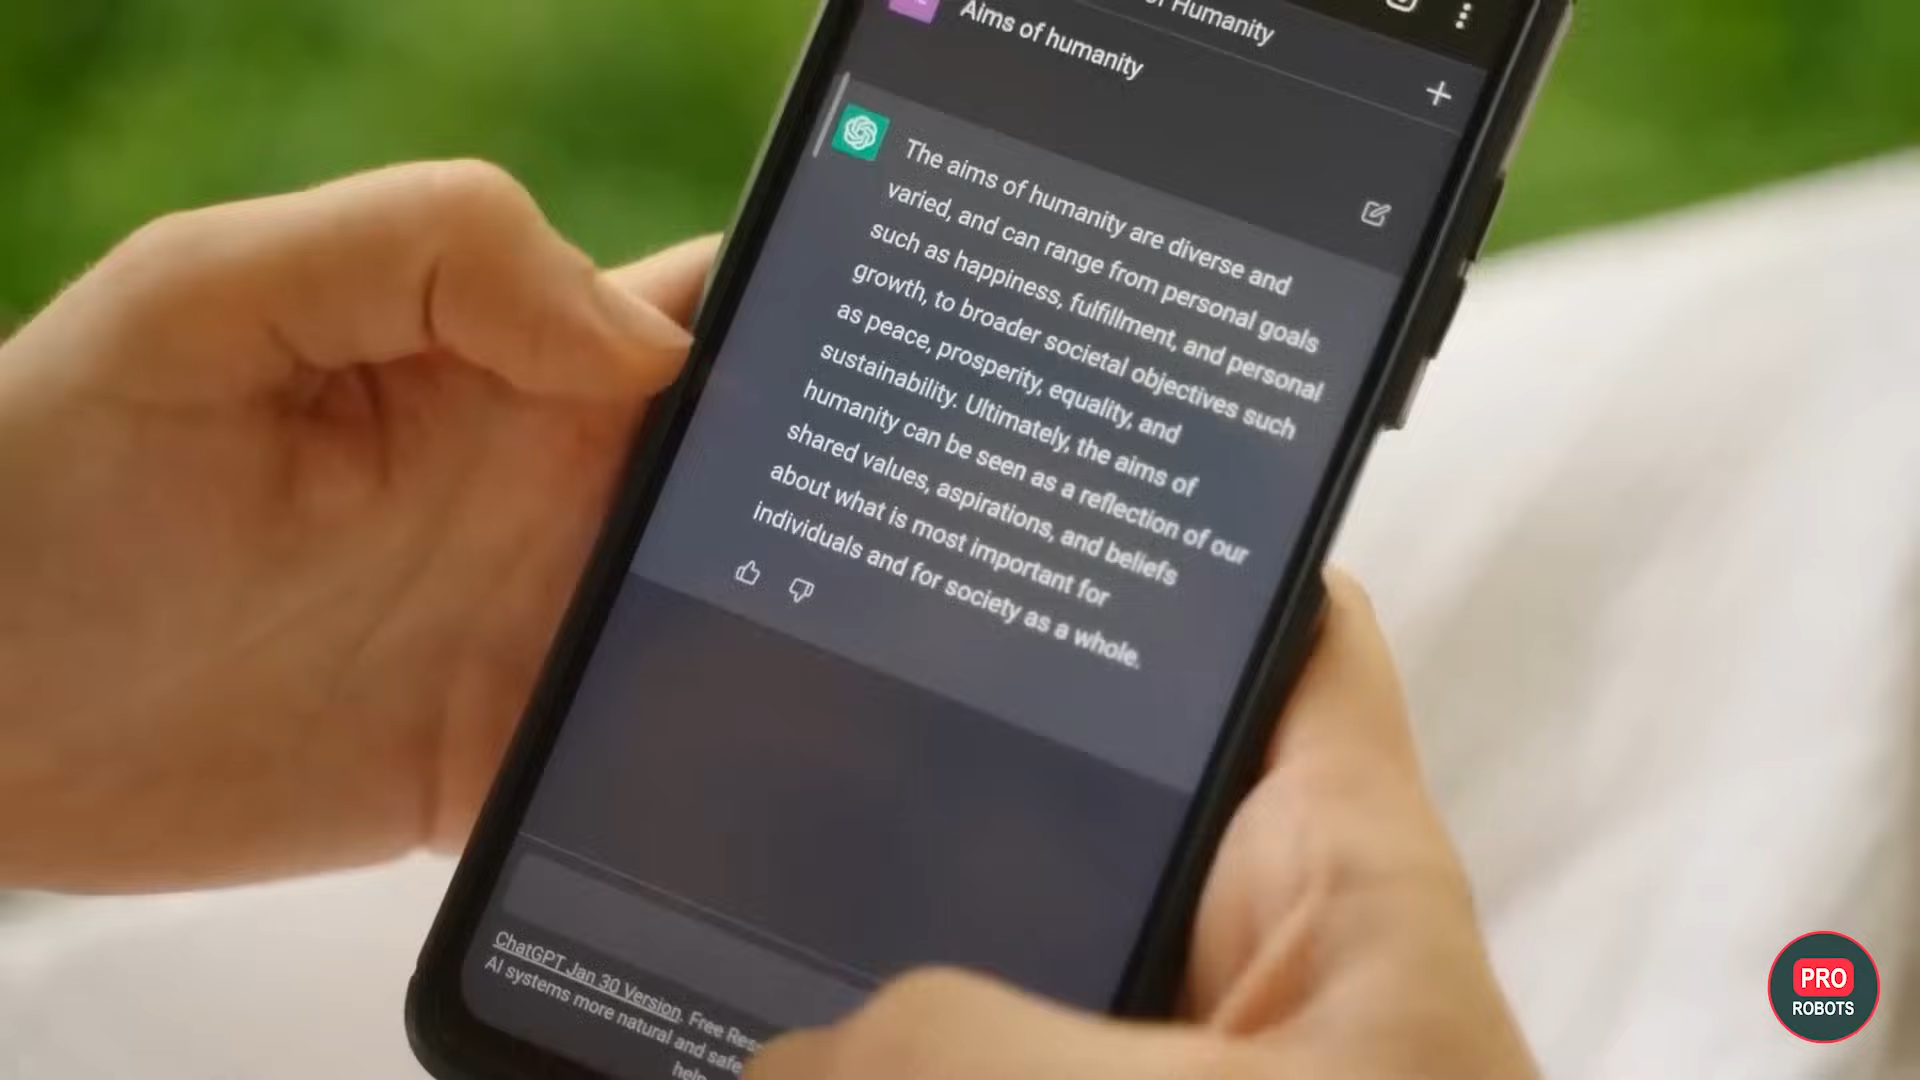 of Humanity
Aims of humanity
The aims of humanity are diverse and
varied, and can range from personal goals
such as happiness, fulfillment, and personal
growth, to broader societal objectives such
as peace, prosperity, equality, and
sustainability. Ultimately, the aims of
humanity can be seen as a reflection of our
shared values, aspirations, and beliefs
about what is most important for
individuals and for society as a whole.
ChatGPT Jan 30 Version. Free Res
AI systems more natural and safe
help
PRO
ROBOTS